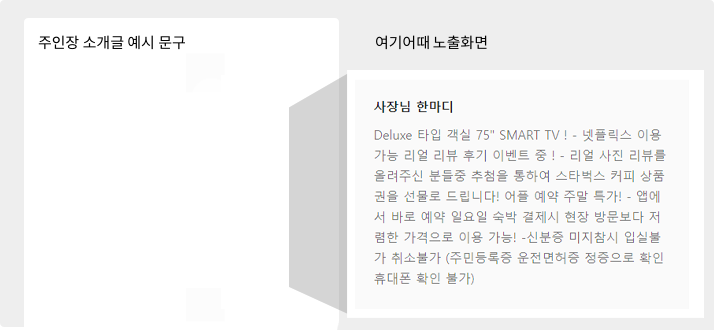 주인장 소개글 예시 문구
여기어때 노출화면
사장님 한마디
Deluxe 타입 객실 75" SMART TV ! - 넷플릭스 이용
가능 리얼 리뷰 후기 이벤트 중 ! - 리얼 사진 리뷰를
올려주신 분들중 추첨을 통하여 스타벅스 커피 상품
권을 선물로 드립니다! 어플 예약 주말 특가! - 앱에
서 바로 예약 일요일 숙박 결제시 현장 방문보다 저
렴한 가격으로 이용 가능! -신분증 미지참시 입실불
가 취소불가 (주민등록증 운전면허증 정증으로 확인
휴대폰 확인 불가)